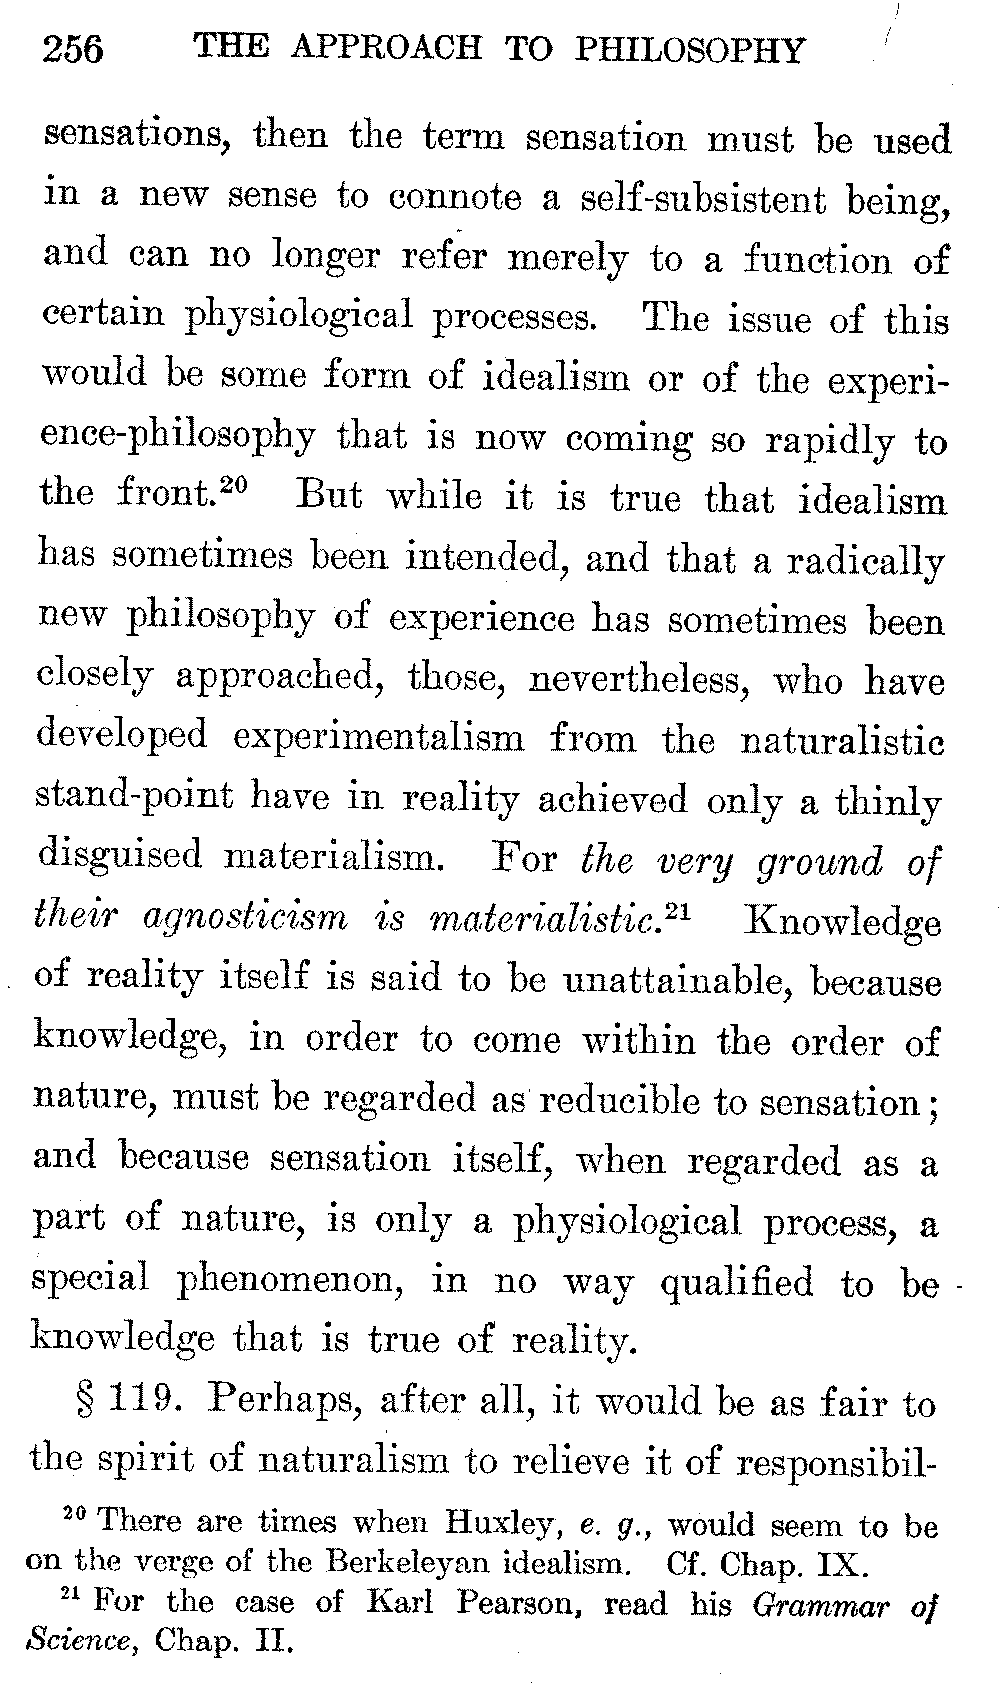 256 THE APPROACH TO PHILOSOPHY
sensations, then the term sensation must be used
in a new sense to connote a self-subsistent being,
and can no longer refer merely to a function of
certain physiological processes. The issue of this
would be some form of idealism or of the experi-
ence-philosophy that is now coming so rapidly to
the front.²⁰ But while it is true that idealism
has sometimes been intended, and that a radically
new philosophy of experience has sometimes been
closely approached, those, nevertheless, who have
developed experimentalism from the naturalistic
stand-point have in reality achieved only a thinly
disguised materialism. For the very ground of
their agnosticism is materialistic.²¹ Knowledge
of reality itself is said to be unattainable, because
knowledge, in order to come within the order of
nature, must be regarded as reducible to sensation;
and because sensation itself, when regarded as a
part of nature, is only a physiological process, a
special phenomenon, in no way qualified to be
knowledge that is true of reality.
§ 119. Perhaps, after all, it would be as fair to
the spirit of naturalism to relieve it of responsibil-
²⁰ There are times when Huxley, e. g., would seem to be
on the verge of the Berkeleyan idealism. Cf. Chap. IX.
²¹ For the case of Karl Pearson, read his Grammar of
Science, Chap. II.